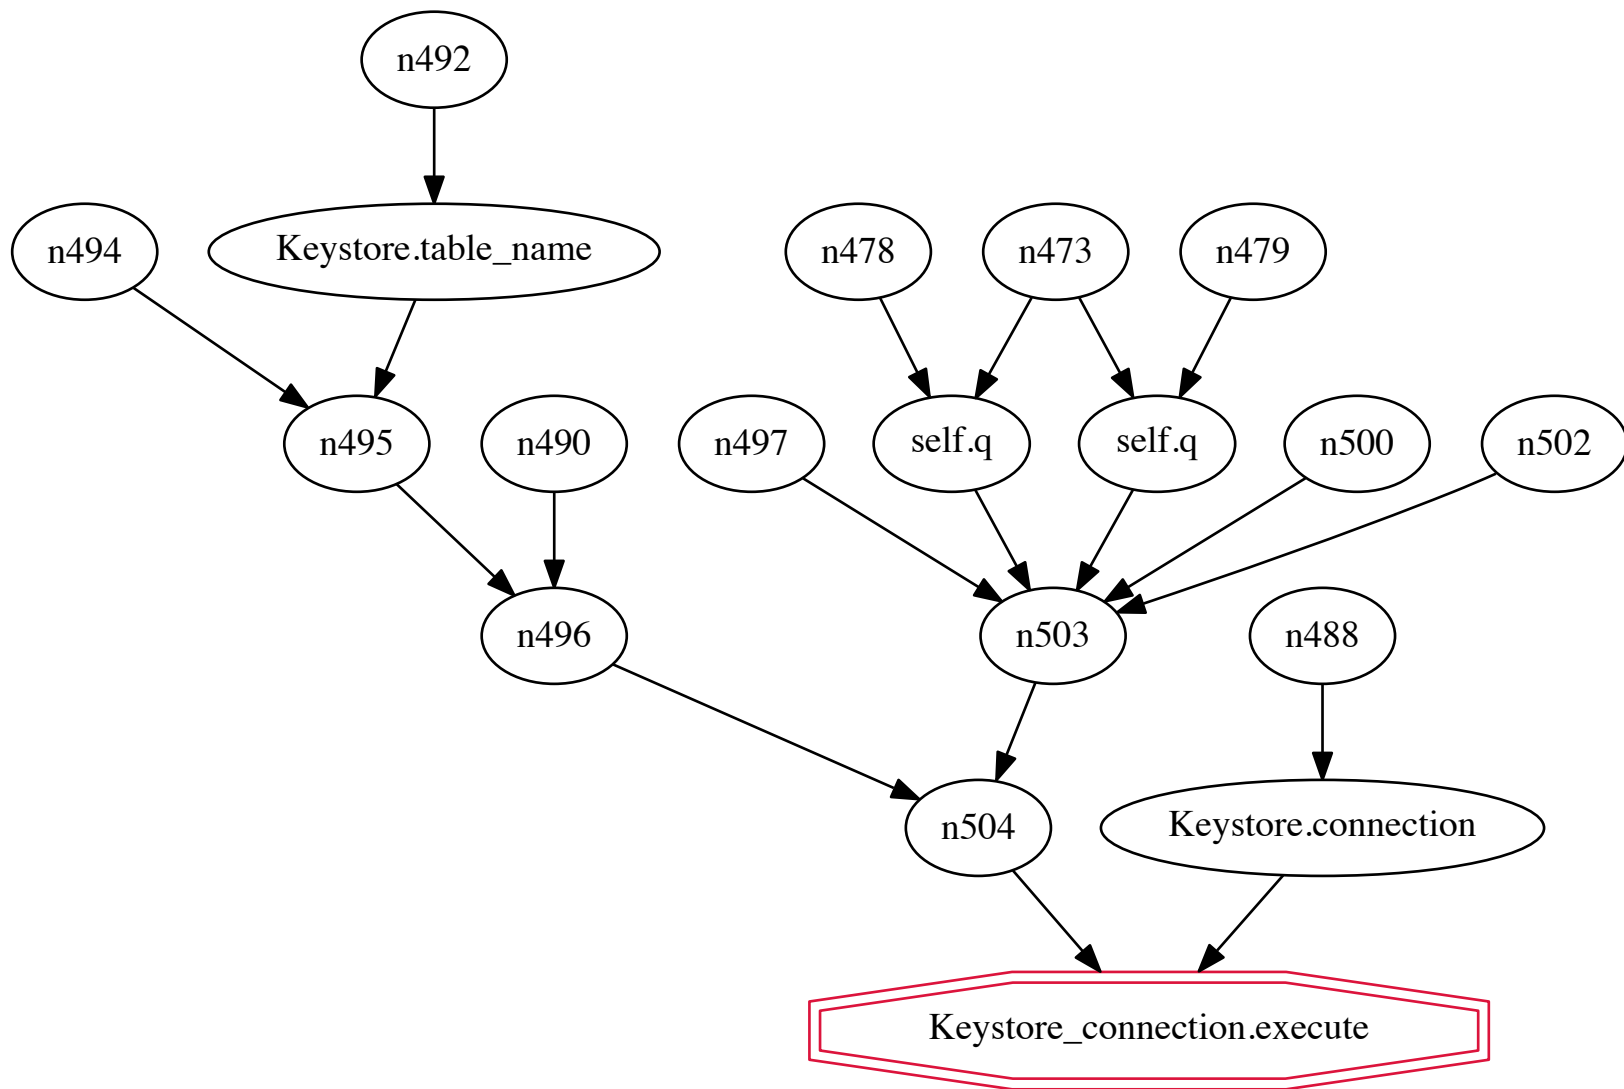 n492
n494
Keystore.table_name
n478
n473
n479
n495
n490
n497
self.q
self.q
n500
n502
n496
n503
n488
n504
Keystore.connection
Keystore_connection.execute